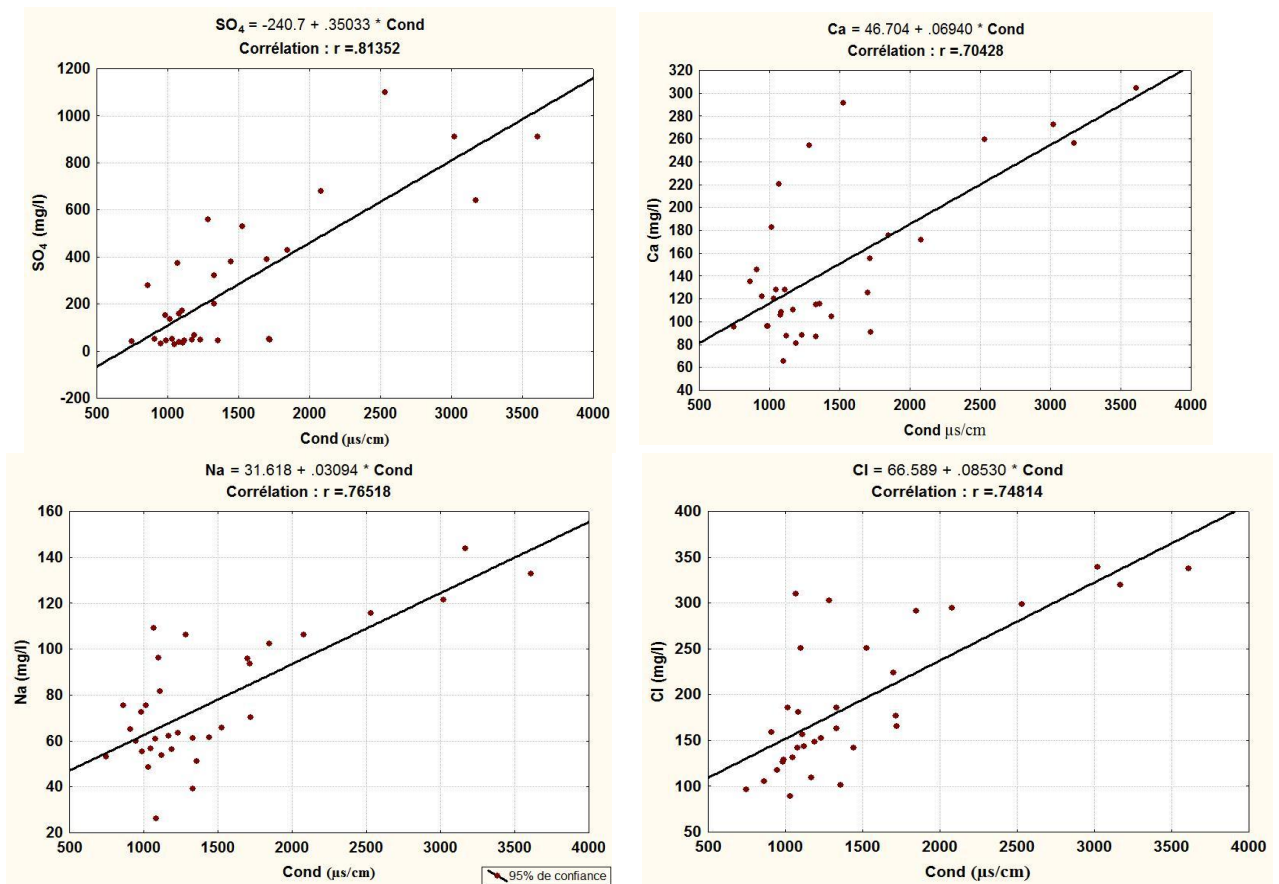 SO₄ = -240.7 + .35033 * Cond
Corrélation : r =.81352
1200
1000
800
600
400
200
0
-200
SO₄ (mg/l)
500 1000 1500 2000 2500 3000 3500 4000
Cond (µs/cm)
Ca = 46.704 + .06940 * Cond
Corrélation : r =.70428
320
300
280
260
240
220
200
180
160
140
120
100
80
60
40
Ca (mg/l)
500 1000 1500 2000 2500 3000 3500 4000
Cond µs/cm
Na = 31.618 + .03094 * Cond
Corrélation : r =.76518
160
140
120
100
80
60
40
20
Na (mg/l)
500 1000 1500 2000 2500 3000 3500 4000
Cond (µs/cm)
95% de confiance
Cl = 66.589 + .08530 * Cond
Corrélation : r =.74814
400
350
300
250
200
150
100
50
Cl (mg/l)
500 1000 1500 2000 2500 3000 3500 4000
Cond (µs/cm)